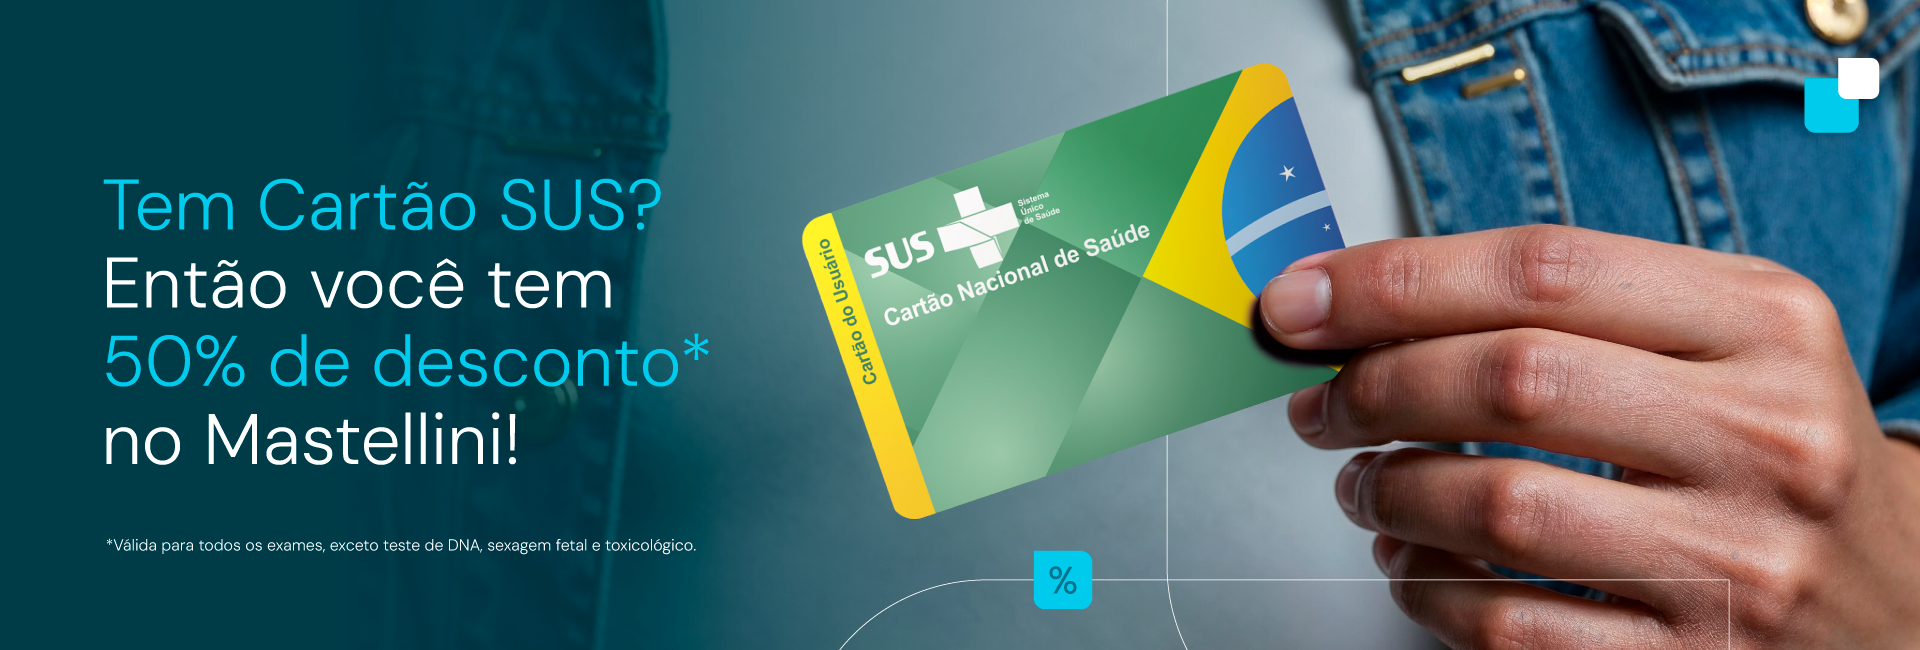 Tem Cartão SUS?
Então você tem
50% de desconto*
no Mastellini!
*Válida para todos os exames, exceto teste de DNA, sexagem fetal e toxicológico.
Cartão do Usuário
SUS
Sistema
Único
de Saúde
Cartão Nacional de Saúde
%